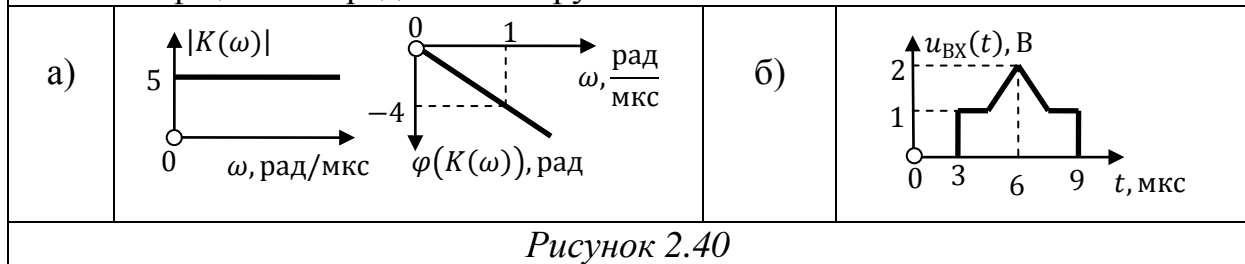 а)
|K(ω)|
5
0
ω, рад/мкс
0
1
ω, рад/мкс
−4
φ(K(ω)), рад
б)
u_ВХ(t), В
2
1
0 3 6 9 t, мкс
Рисунок 2.40